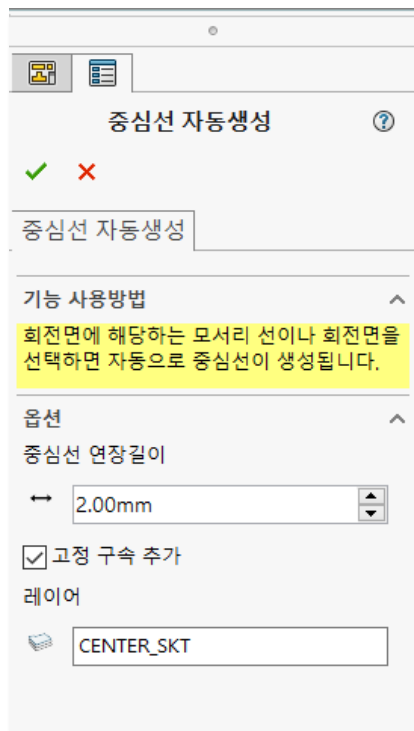 중심선 자동생성
중심선 자동생성
기능 사용방법
회전면에 해당하는 모서리 선이나 회전면을
선택하면 자동으로 중심선이 생성됩니다.
옵션
중심선 연장길이
2.00mm
고정 구속 추가
레이어
CENTER_SKT